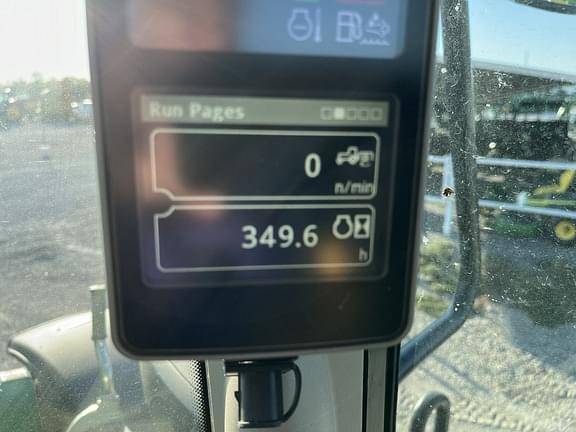 Run Pages
0
n/min
349.6
h